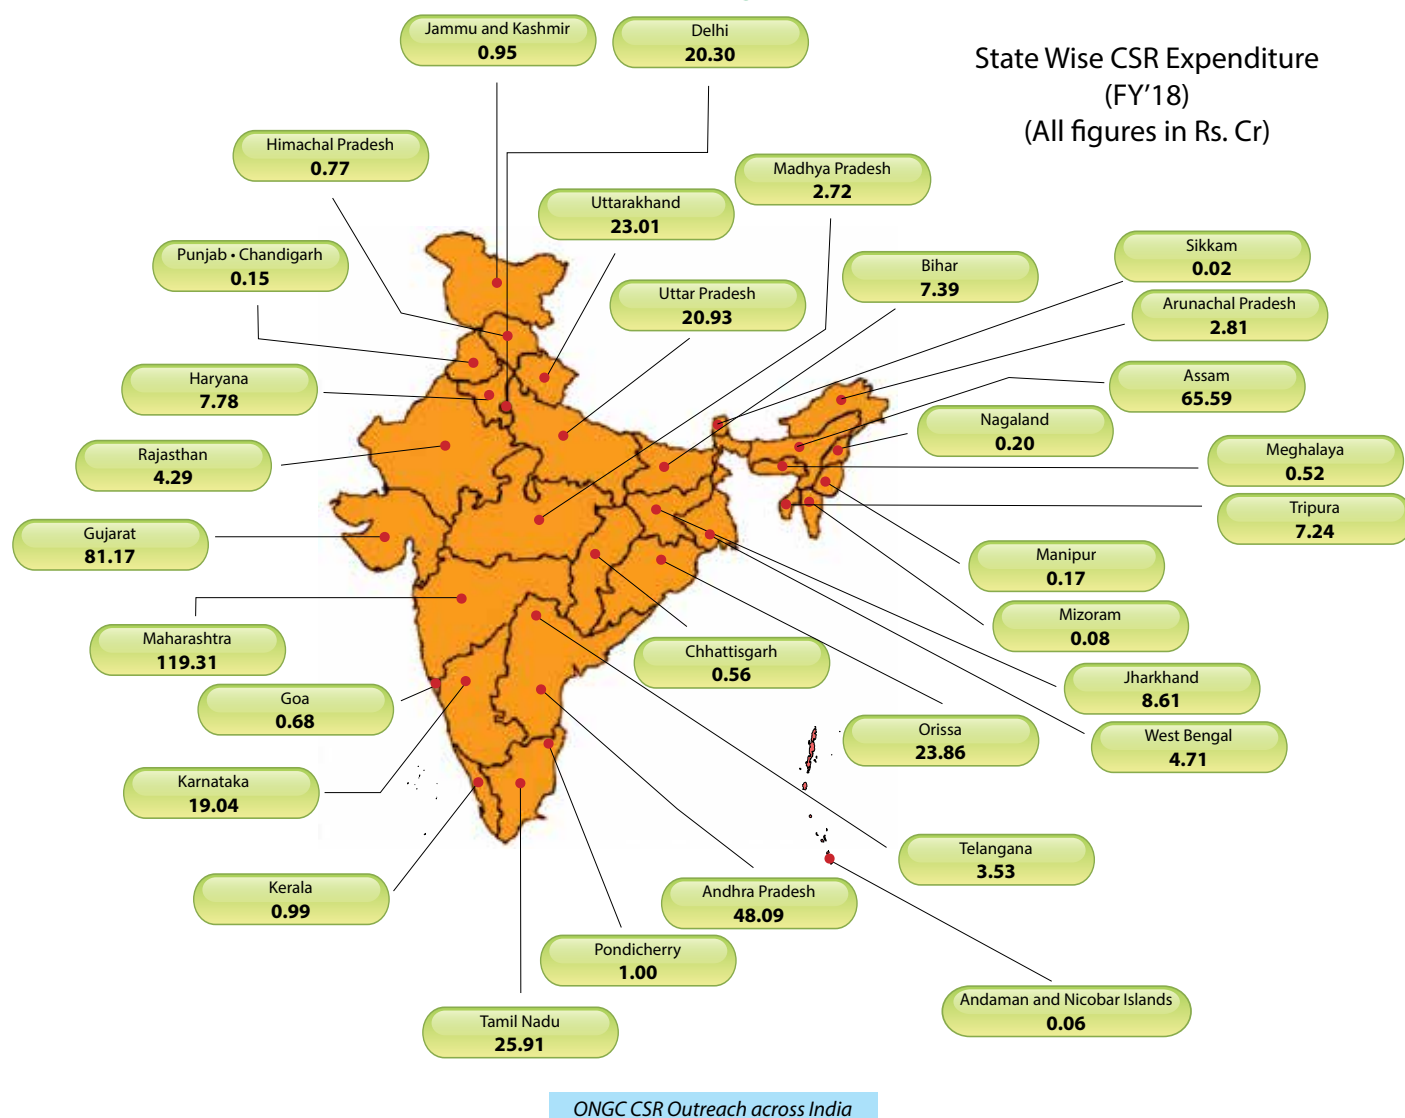 Jammu and Kashmir
0.95
Delhi
20.30
State Wise CSR Expenditure
(FY’18)
(All figures in Rs. Cr)
Himachal Pradesh
0.77
Madhya Pradesh
2.72
Uttarakhand
23.01
Punjab • Chandigarh
0.15
Bihar
7.39
Sikkam
0.02
Uttar Pradesh
20.93
Arunachal Pradesh
2.81
Haryana
7.78
Assam
65.59
Nagaland
0.20
Rajasthan
4.29
Meghalaya
0.52
Tripura
7.24
Gujarat
81.17
Manipur
0.17
Mizoram
0.08
Maharashtra
119.31
Chhattisgarh
0.56
Jharkhand
8.61
Goa
0.68
Orissa
23.86
West Bengal
4.71
Karnataka
19.04
Telangana
3.53
Kerala
0.99
Andhra Pradesh
48.09
Pondicherry
1.00
Andaman and Nicobar Islands
0.06
Tamil Nadu
25.91
ONGC CSR Outreach across India